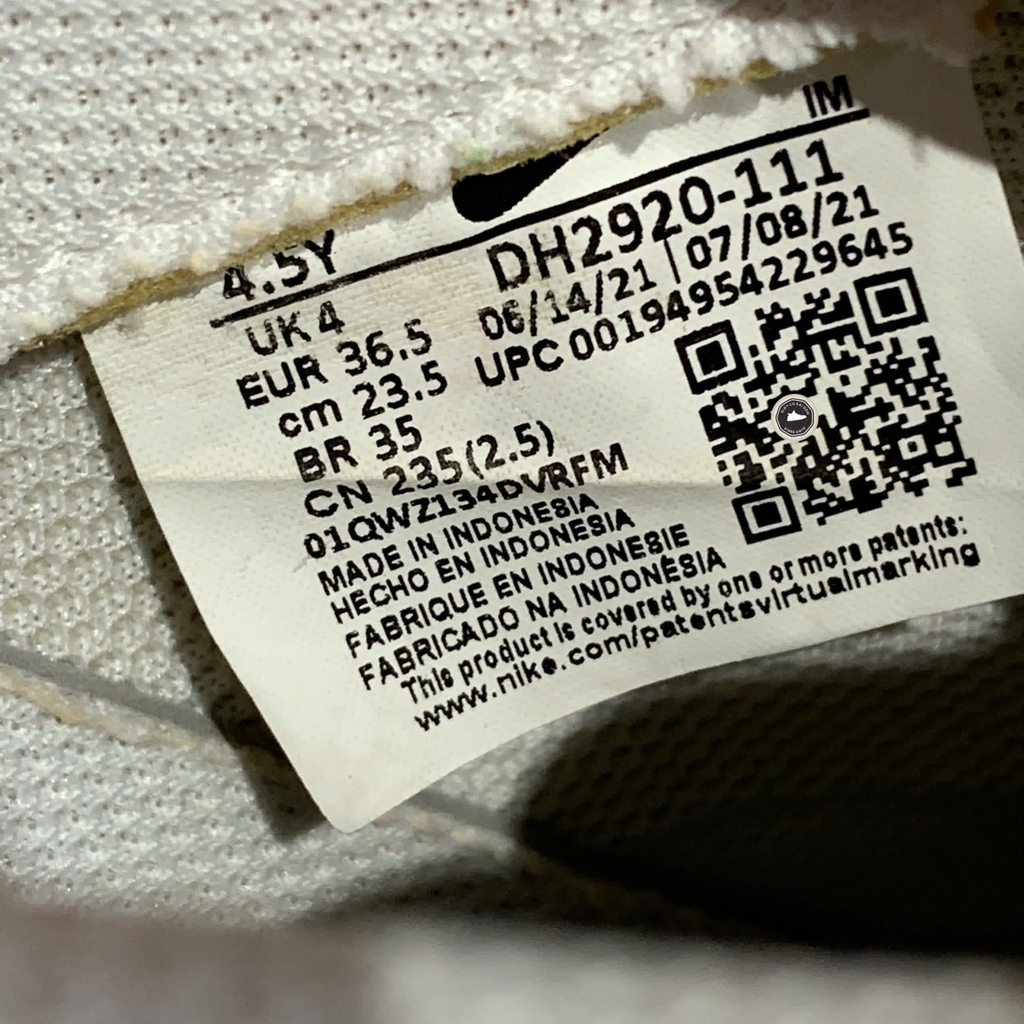 IM
4.5Y
DH2920-111
UK 4
06/14/21 | 07/08/21
EUR 36.5
UPC 00194954229645
cm 23.5
BR 35
CN 235(2.5)
01QWZ134DVRFM
MADE IN INDONESIA
HECHO EN INDONESIA
FABRIQUE EN INDONESIE
FABRICADO NA INDONÉSIA
This product is covered by one or more patents:
www.nike.com/patentsvirtualmarking